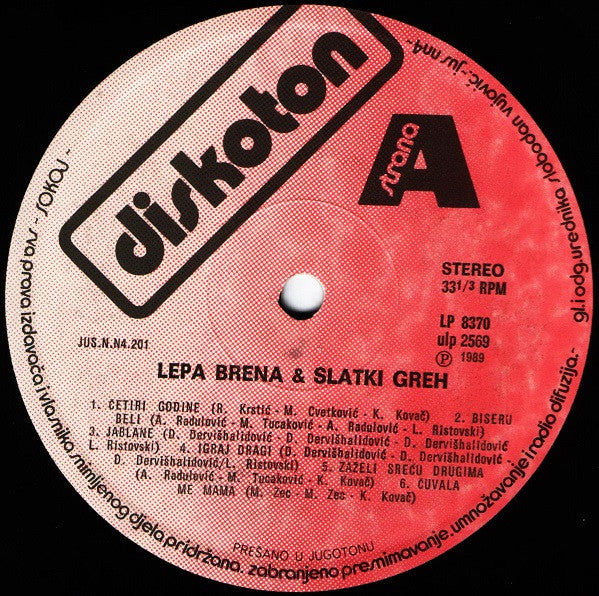 diskoton
strana
A
STEREO
33 1/3 RPM
LP 8370
ulp 2569
Ⓟ 1989
JUS.N.N4.201
LEPA BRENA & SLATKI GREH
1. ČETIRI GODINE (R. Krstić - M. Cvetković - K. Kovač) 2. BISERU
BELI (A. Radulović - M. Tucaković - A. Radulović - L. Ristovski)
3. JABLANE (D. Dervišhalidović - D. Dervišhalidović - D. Dervišhalidović
L. Ristovski) 4. IGRAJ DRAGI (D. Dervišhalidović - D. Dervišhalidović -
D. Dervišhalidović/L. Ristovski) 5. ZAŽELI SREĆU DRUGIMA
(A. Radulović - M. Tucaković - K. Kovač) 6. ČUVALA
ME MAMA (M. Zec - M. Zec - K. Kovač)
PREŠANO U JUGOTONU
- SOKOJ - sva prava izdavača i vlasnika snimljenog djela pridržana. zabranjeno presnimavanje. umnožavanje i radio difuzija.- gl. i odg. urednik a slobodan vujović.- jus nn4 -